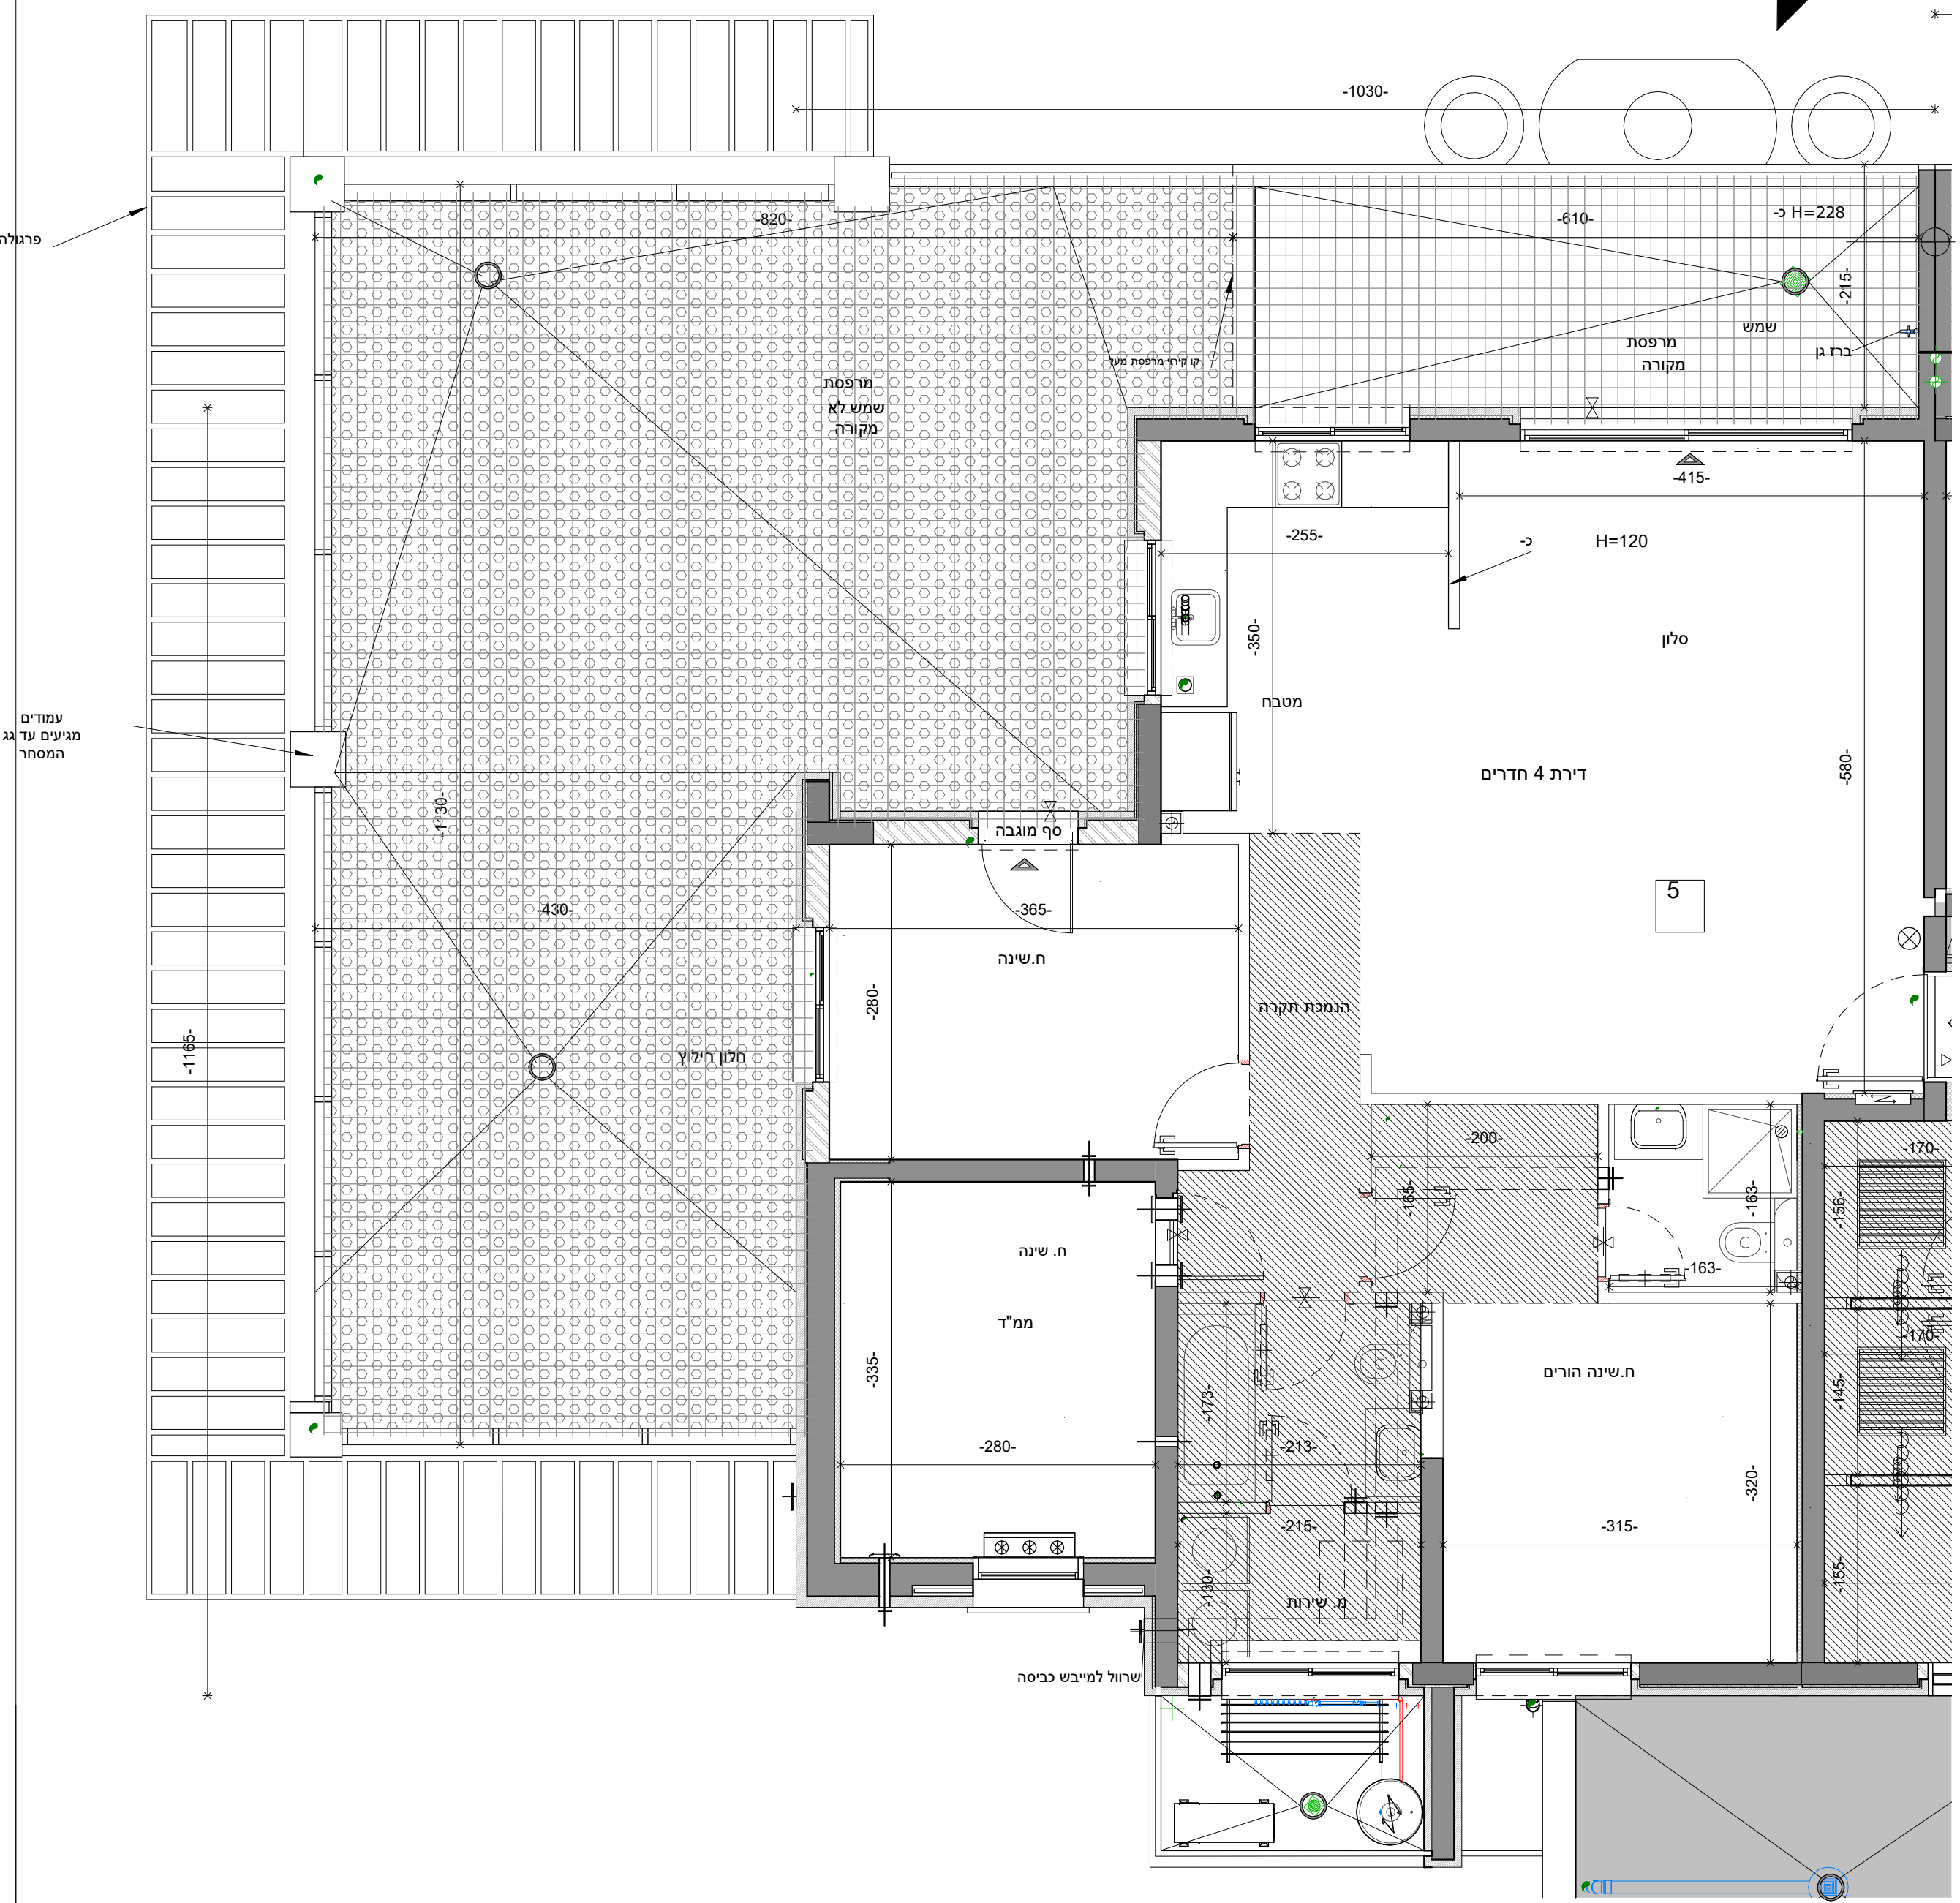 -1030-
-820-
-610-
כ- H=228
-215-
פרגולה
שמש
מרפסת
מקורה
ברז גן
קו קירוי מרפסת מעל
מרפסת
שמש לא
מקורה
-415-
-255-
כ-
H=120
סלון
-350-
מטבח
עמודים
מגיעים עד גג
המסחר
דירת 4 חדרים
-580-
-1130-
סף מוגבה
5
-430-
-365-
ח.שינה
-280-
הנמכת תקרה
-1165-
חלון חילוץ
-200-
-170-
-165-
-163-
-156-
ח. שינה
-163-
ממ"ד
-170-
-335-
ח.שינה הורים
-173-
-145-
-280-
-213-
-320-
-215-
-315-
-130-
-155-
מ. שירות
שרוול למייבש כביסה